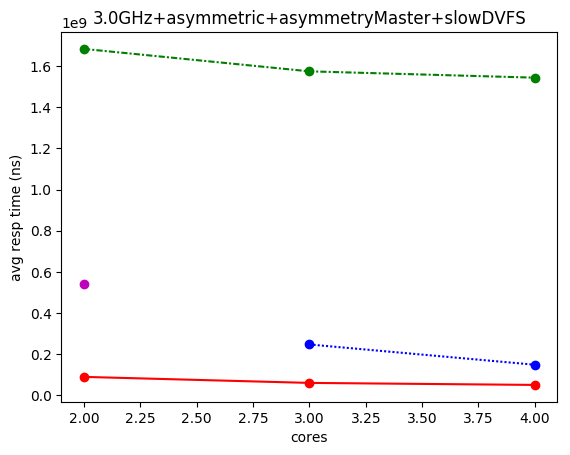 3.0GHz+asymmetric+asymmetryMaster+slowDVFS
1e9
1.6
1.4
1.2
1.0
0.8
0.6
0.4
0.2
0.0
avg resp time (ns)
2.00 2.25 2.50 2.75 3.00 3.25 3.50 3.75 4.00
cores